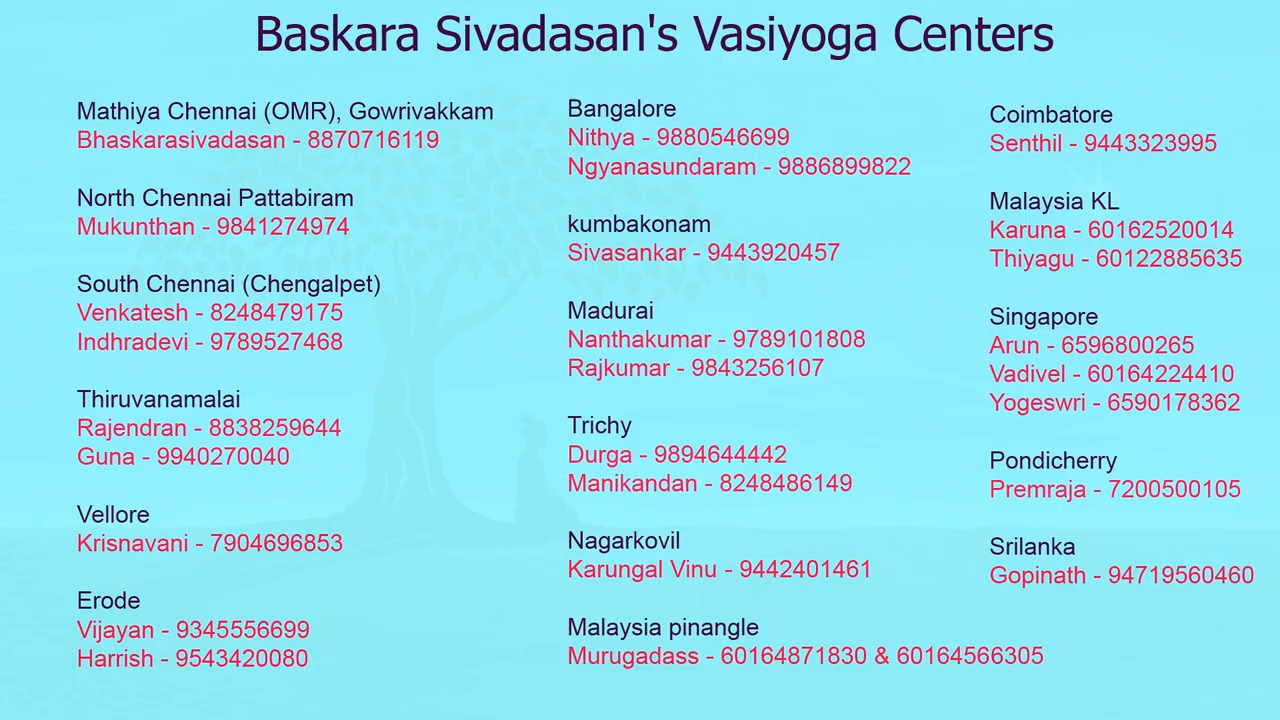 Baskara Sivadasan's Vasiyoga Centers
Mathiya Chennai (OMR), Gowrivakkam
Bhaskarasivadasan - 8870716119
North Chennai Pattabiram
Mukunthan - 9841274974
South Chennai (Chengalpet)
Venkatesh - 8248479175
Indhradevi - 9789527468
Thiruvanamalai
Rajendran - 8838259644
Guna - 9940270040
Vellore
Krisnavani - 7904696853
Erode
Vijayan - 9345556699
Harrish - 9543420080
Bangalore
Nithya - 9880546699
Ngyanasundaram - 9886899822
kumbakonam
Sivasankar - 9443920457
Madurai
Nanthakumar - 9789101808
Rajkumar - 9843256107
Trichy
Durga - 9894644442
Manikandan - 8248486149
Nagarkovil
Karungal Vinu - 9442401461
Malaysia pinangle
Murugadass - 60164871830 & 60164566305
Coimbatore
Senthil - 9443323995
Malaysia KL
Karuna - 60162520014
Thiyagu - 60122885635
Singapore
Arun - 6596800265
Vadivel - 60164224410
Yogeswri - 6590178362
Pondicherry
Premraja - 7200500105
Srilanka
Gopinath - 94719560460